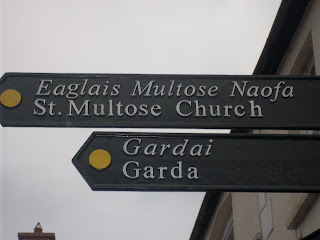 Eaglais Multose Naofa
St. Multose Church
Gardai
Garda